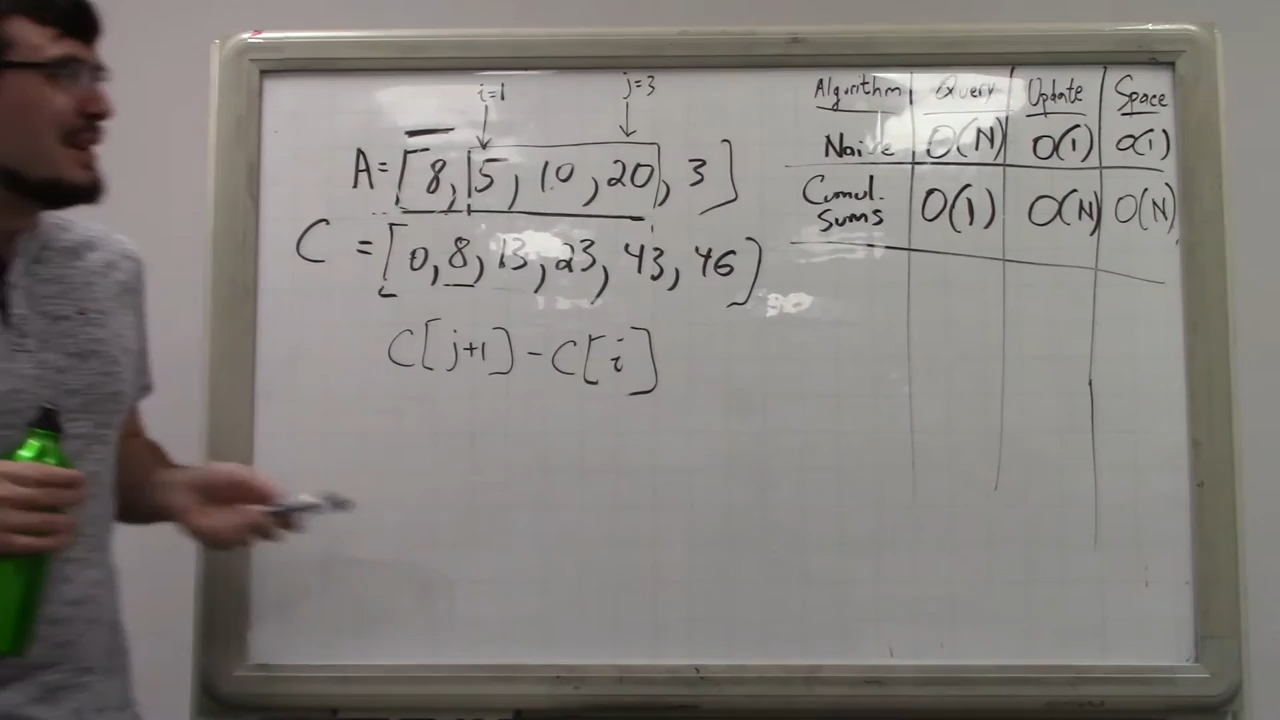 i=1 j=3
A=[8, 5, 10, 20, 3]
C =[0, 8, 13, 23, 43, 46]
C[j+1] - C[i]
Algorithm Query Update Space
Naive O(N) O(1) O(1)
Cumul. Sums O(1) O(N) O(N)